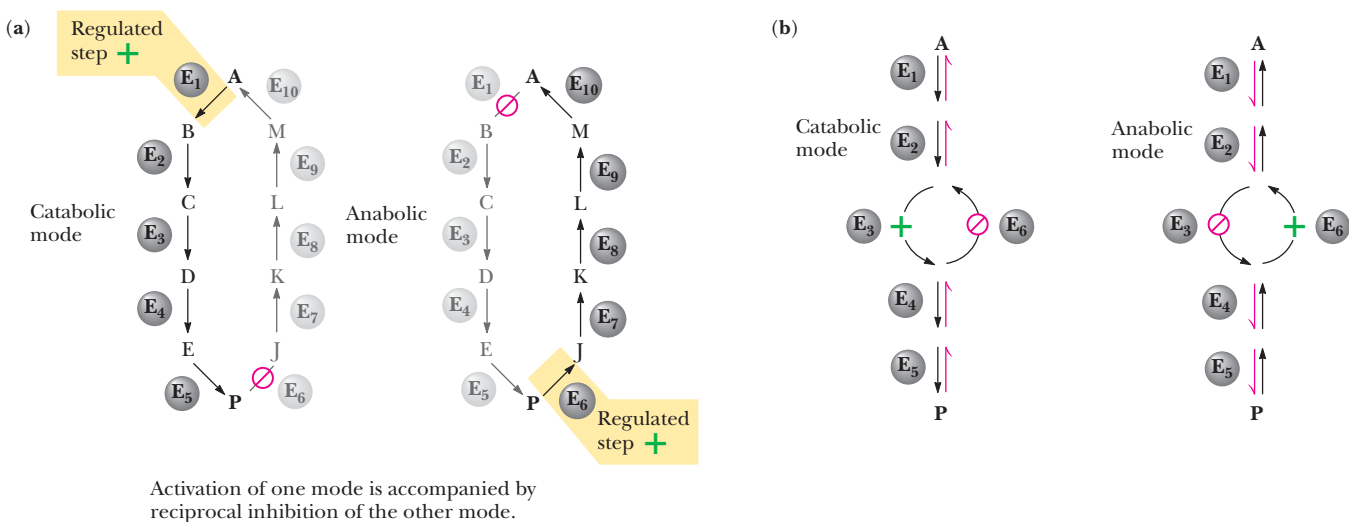 (a)
Regulated
step +
E1
A
E10
B
M
E2
E9
C
L
Catabolic
mode
E3
E8
D
K
E4
E7
E
J
E5
P
E6
E1
A
E10
B
M
E2
E9
C
L
Anabolic
mode
E3
E8
D
K
E4
E7
E
J
E5
P
E6
Regulated
step +
Activation of one mode is accompanied by
reciprocal inhibition of the other mode.
(b)
A
E1
Catabolic
mode
E2
E3 +
E6
E4
E5
P
A
E1
Anabolic
mode
E2
E3
+ E6
E4
E5
P